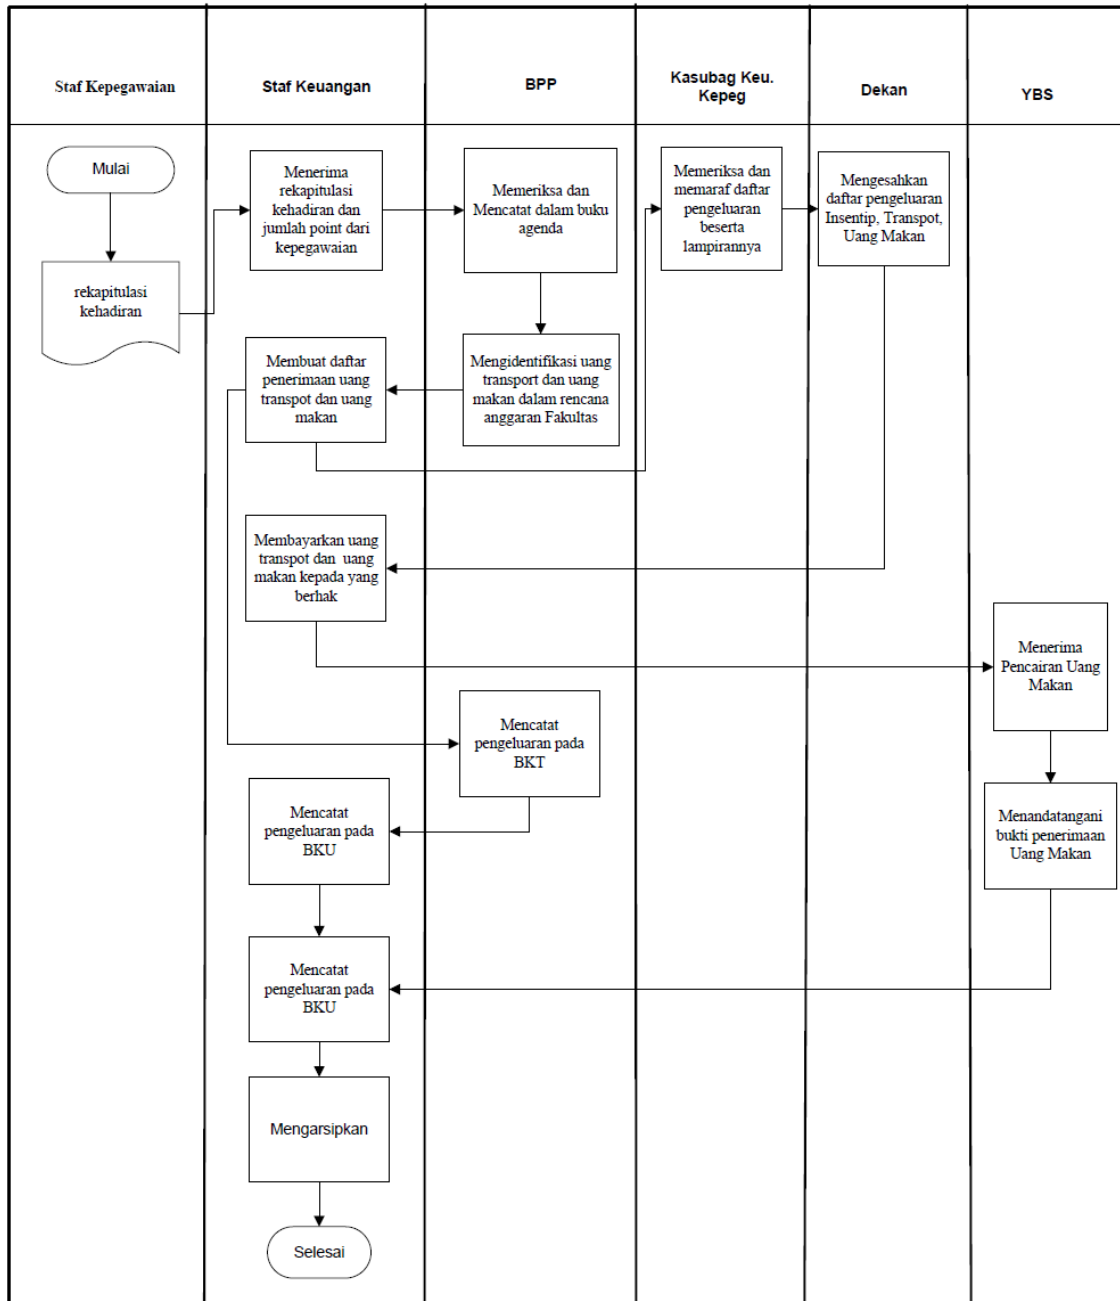 Staf Kepegawaian
Staf Keuangan
BPP
Kasubag Keu.
Kepeg
Dekan
YBS
Mulai
Menerima
rekapitulasi
kehadiran dan
jumlah point dari
kepegawaian
Memeriksa dan
Mencatat dalam buku
agenda
Memeriksa dan
memaraf daftar
pengeluaran
beserta
lampirannya
Mengesahkan
daftar pengeluaran
Insentip, Transpot,
Uang Makan
rekapitulasi
kehadiran
Membuat daftar
penerimaan uang
transpot dan uang
makan
Mengidentifikasi uang
transport dan uang
makan dalam rencana
anggaran Fakultas
Membayarkan uang
transpot dan uang
makan kepada yang
berhak
Menerima
Pencairan Uang
Makan
Mencatat
pengeluaran pada
BKT
Mencatat
pengeluaran pada
BKU
Menandatangani
bukti penerimaan
Uang Makan
Mencatat
pengeluaran pada
BKU
Mengarsipkan
Selesai